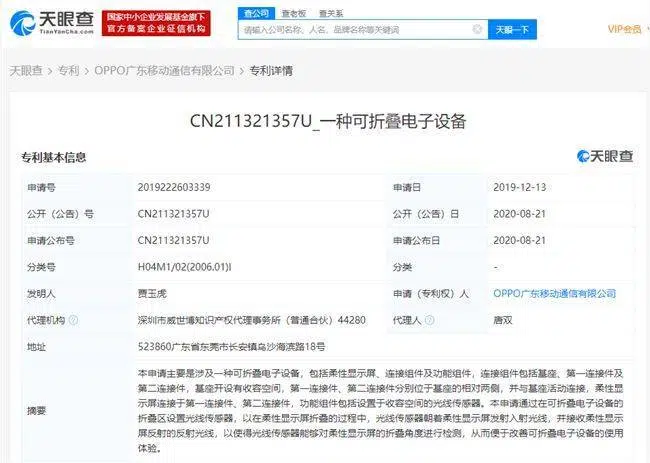 天眼查
TianYanCha.com
国家中小企业发展基金旗下
官方备案企业征信机构
查公司 查老板 查关系
请输入公司名称、人名、品牌名称等关键词
天眼一下
VIP会员
天眼查 > 专利 > OPPO广东移动通信有限公司 > 专利详情
CN211321357U_一种可折叠电子设备
专利基本信息
天眼查
申请号 2019222603339 申请日 2019-12-13
公开（公告）号 CN211321357U 公开（公告）日 2020-08-21
申请公布号 CN211321357U 申请公布日 2020-08-21
分类号 H04M1/02(2006.01)I 分类 -
发明人 贾玉虎 申请（专利权）人 OPPO广东移动通信有限公司
代理机构 深圳市威世博知识产权代理事务所（普通合伙）44280 代理人 唐双
地址 523860广东省东莞市长安镇乌沙海滨路18号
摘要
本申请主要是涉及一种可折叠电子设备，包括柔性显示屏、连接组件及功能组件，连接组件包括基座、第一连接件及
第二连接件，基座开设有收容空间，第一连接件、第二连接件分别位于基座的相对两侧，并与基座活动连接，柔性显
示屏连接于第一连接件、第二连接件，功能组件包括设置于收容空间的光线传感器。本申请通过在可折叠电子设备的
折叠区设置光线传感器，以在柔性显示屏折叠的过程中，光线传感器朝着柔性显示屏发射入射光线，并接收柔性显示
屏反射的反射光线，以使得光线传感器能够对柔性显示屏的折叠角度进行检测，从而便于改善可折叠电子设备的使用
体验。